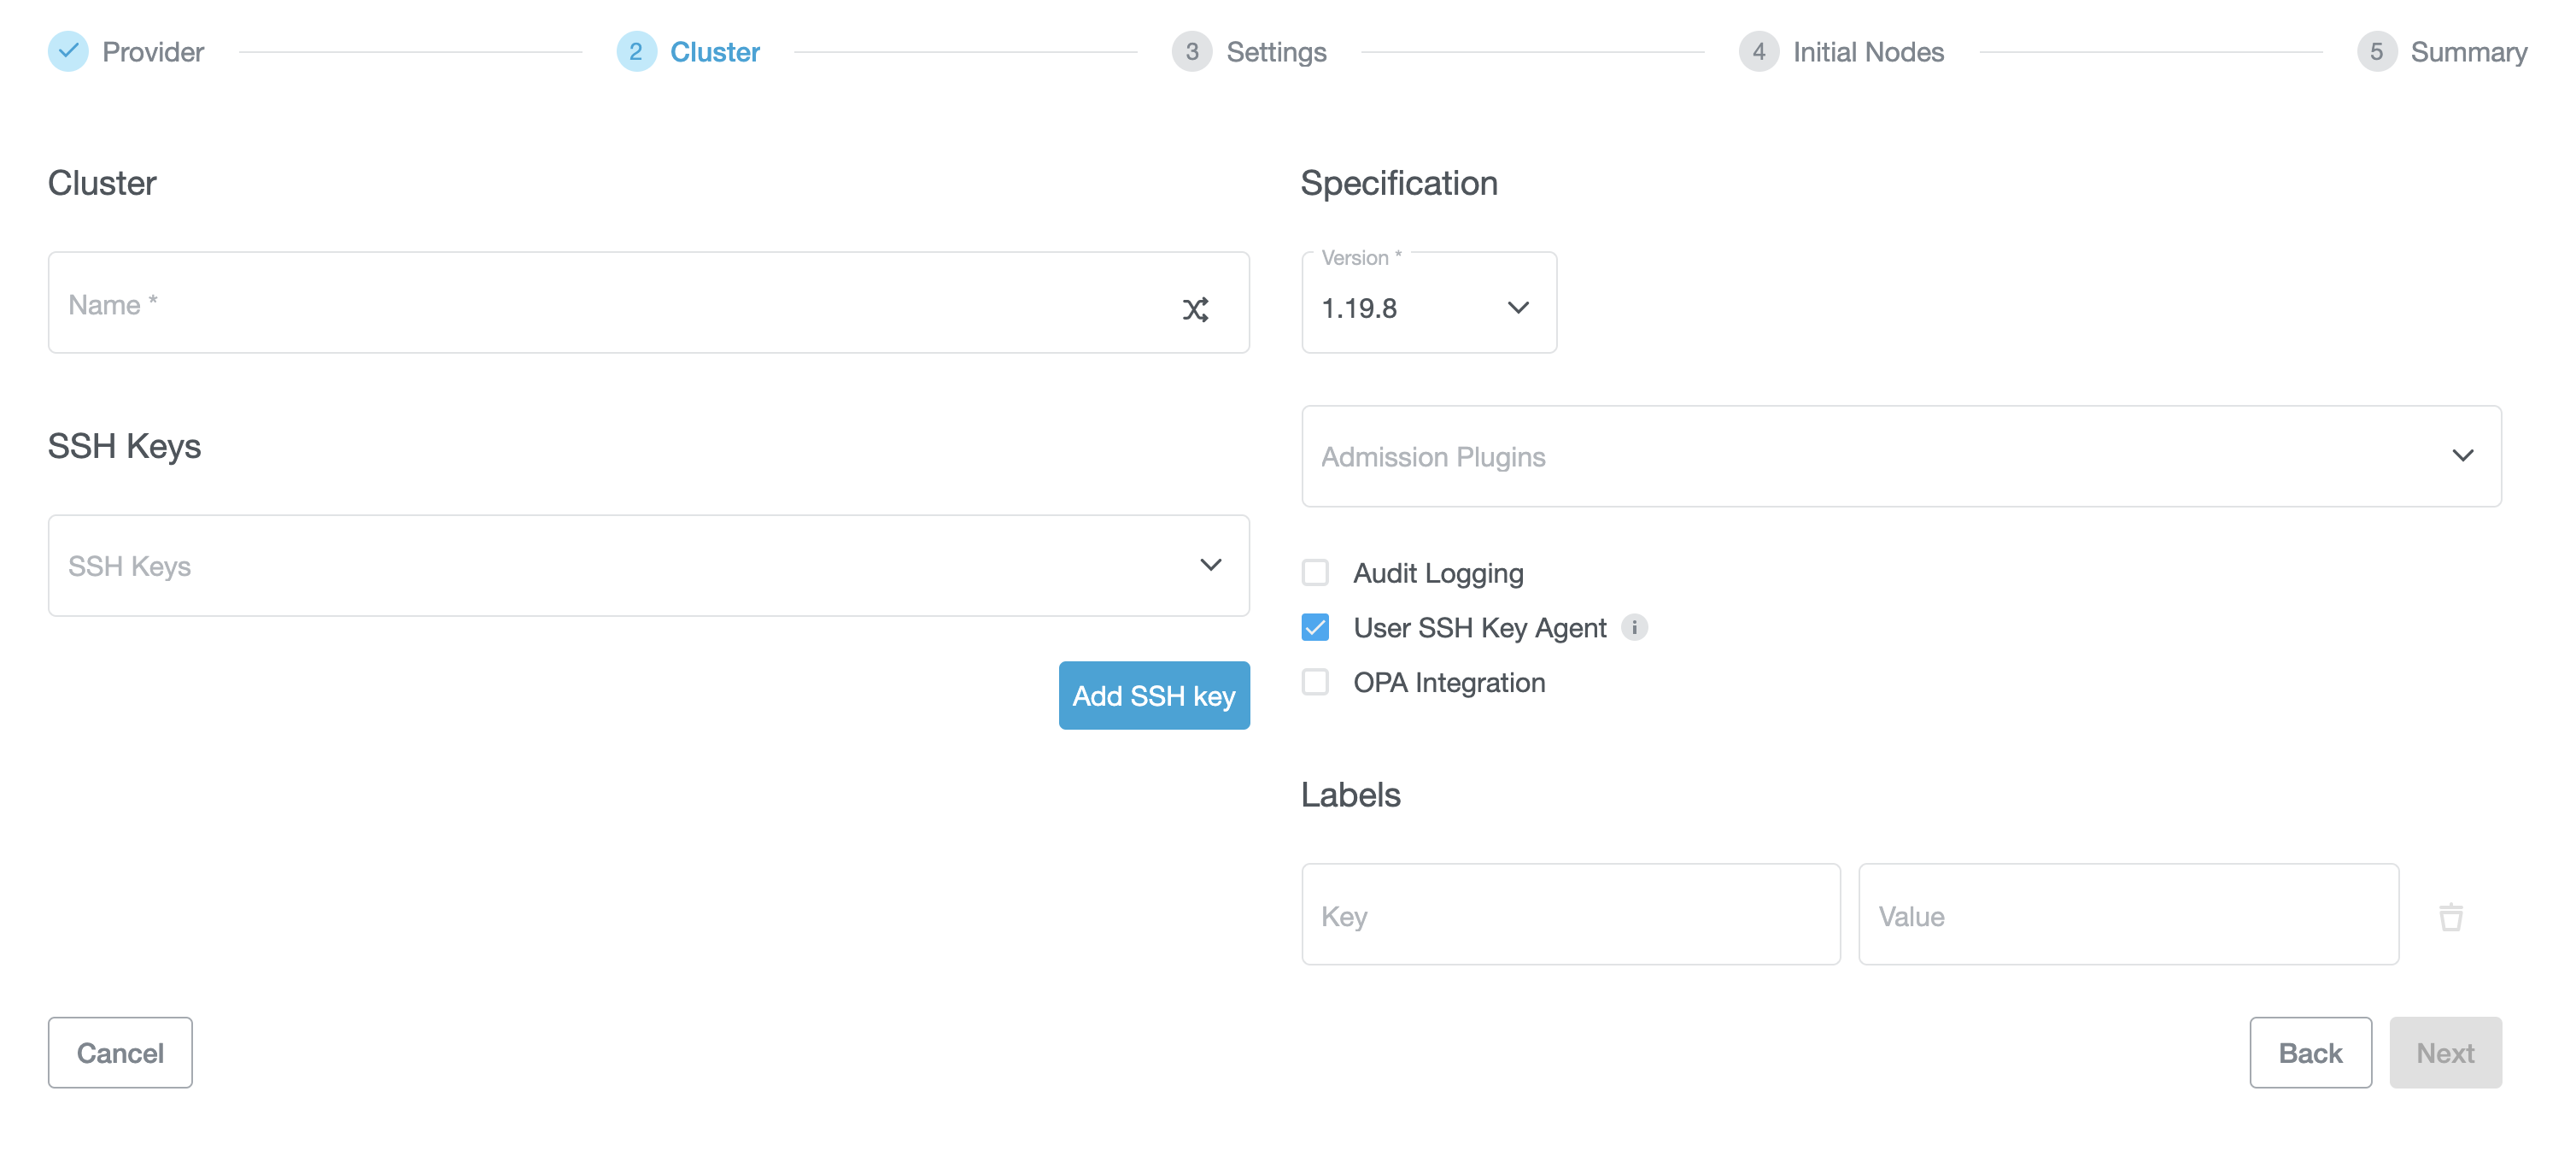 Provider
2 Cluster
3 Settings
4 Initial Nodes
5 Summary
Cluster
Name *
SSH Keys
SSH Keys
Add SSH key
Specification
Version *
1.19.8
Admission Plugins
Audit Logging
User SSH Key Agent i
OPA Integration
Labels
Key
Value
Cancel
Back
Next